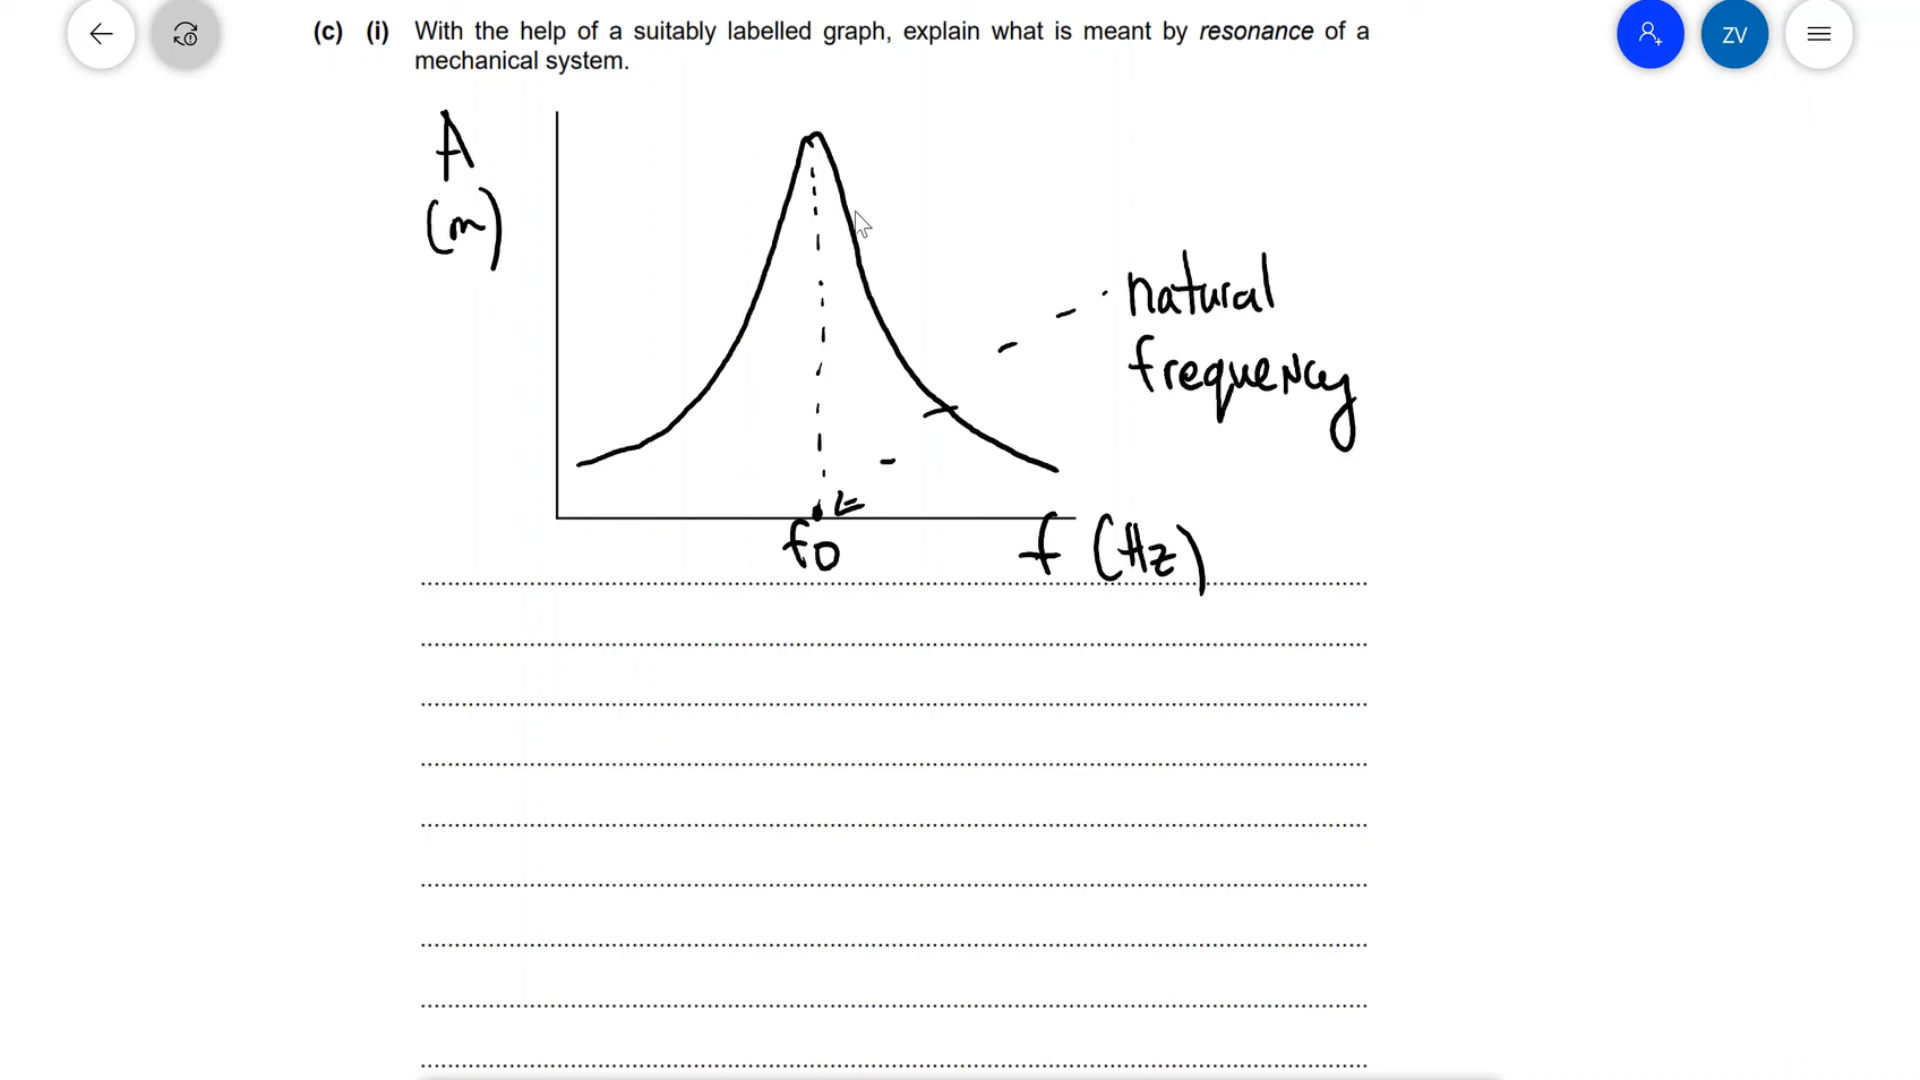 (c) (i) With the help of a suitably labelled graph, explain what is meant by resonance of a
mechanical system.
ZV
A
(m)
natural
frequency
f0
f (Hz)